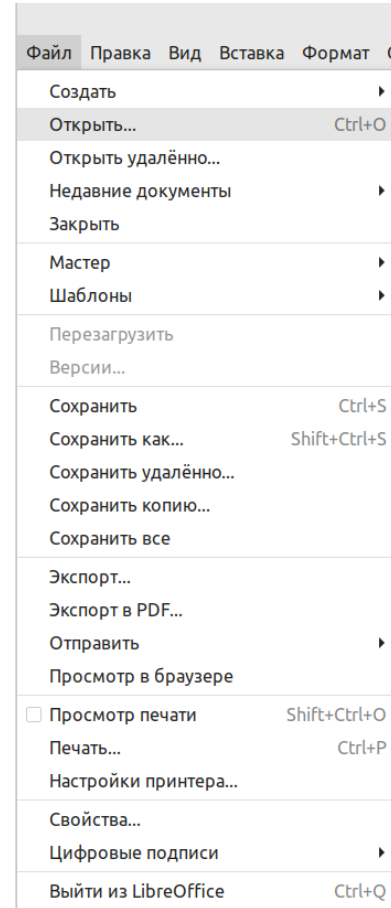 Файл Правка Вид Вставка Формат
Создать
Открыть... Ctrl+O
Открыть удалённо...
Недавние документы
Закрыть
Мастер
Шаблоны
Перезагрузить
Версии...
Сохранить Ctrl+S
Сохранить как... Shift+Ctrl+S
Сохранить удалённо...
Сохранить копию...
Сохранить все
Экспорт...
Экспорт в PDF...
Отправить
Просмотр в браузере
Просмотр печати Shift+Ctrl+O
Печать... Ctrl+P
Настройки принтера...
Свойства...
Цифровые подписи
Выйти из LibreOffice Ctrl+Q